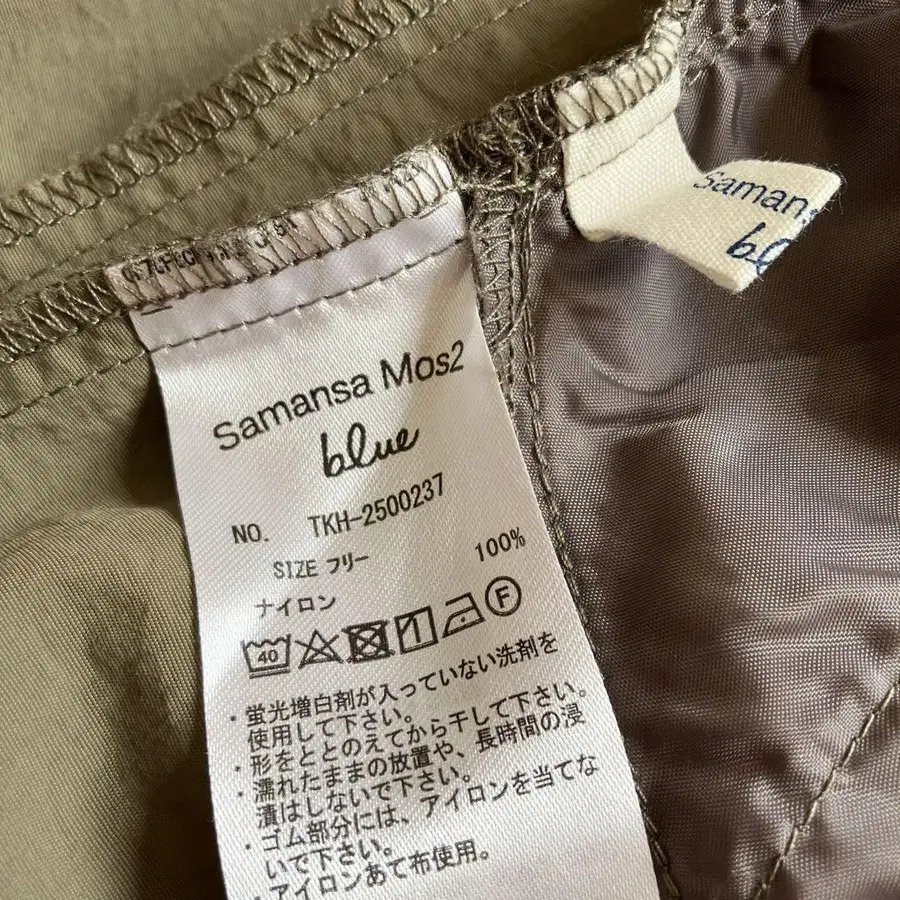 Samansa Mos2
blue
NO. TKH-2500237
SIZE フリー
ナイロン 100%
40
F
・蛍光増白剤が入っていない洗剤を
使用して下さい。
・形をととのえてから干して下さい。
・濡れたままの放置や、長時間の浸
漬はしないで下さい。
・ゴム部分には、アイロンを当てな
いで下さい。
・アイロンあて布使用。
Samans
bl